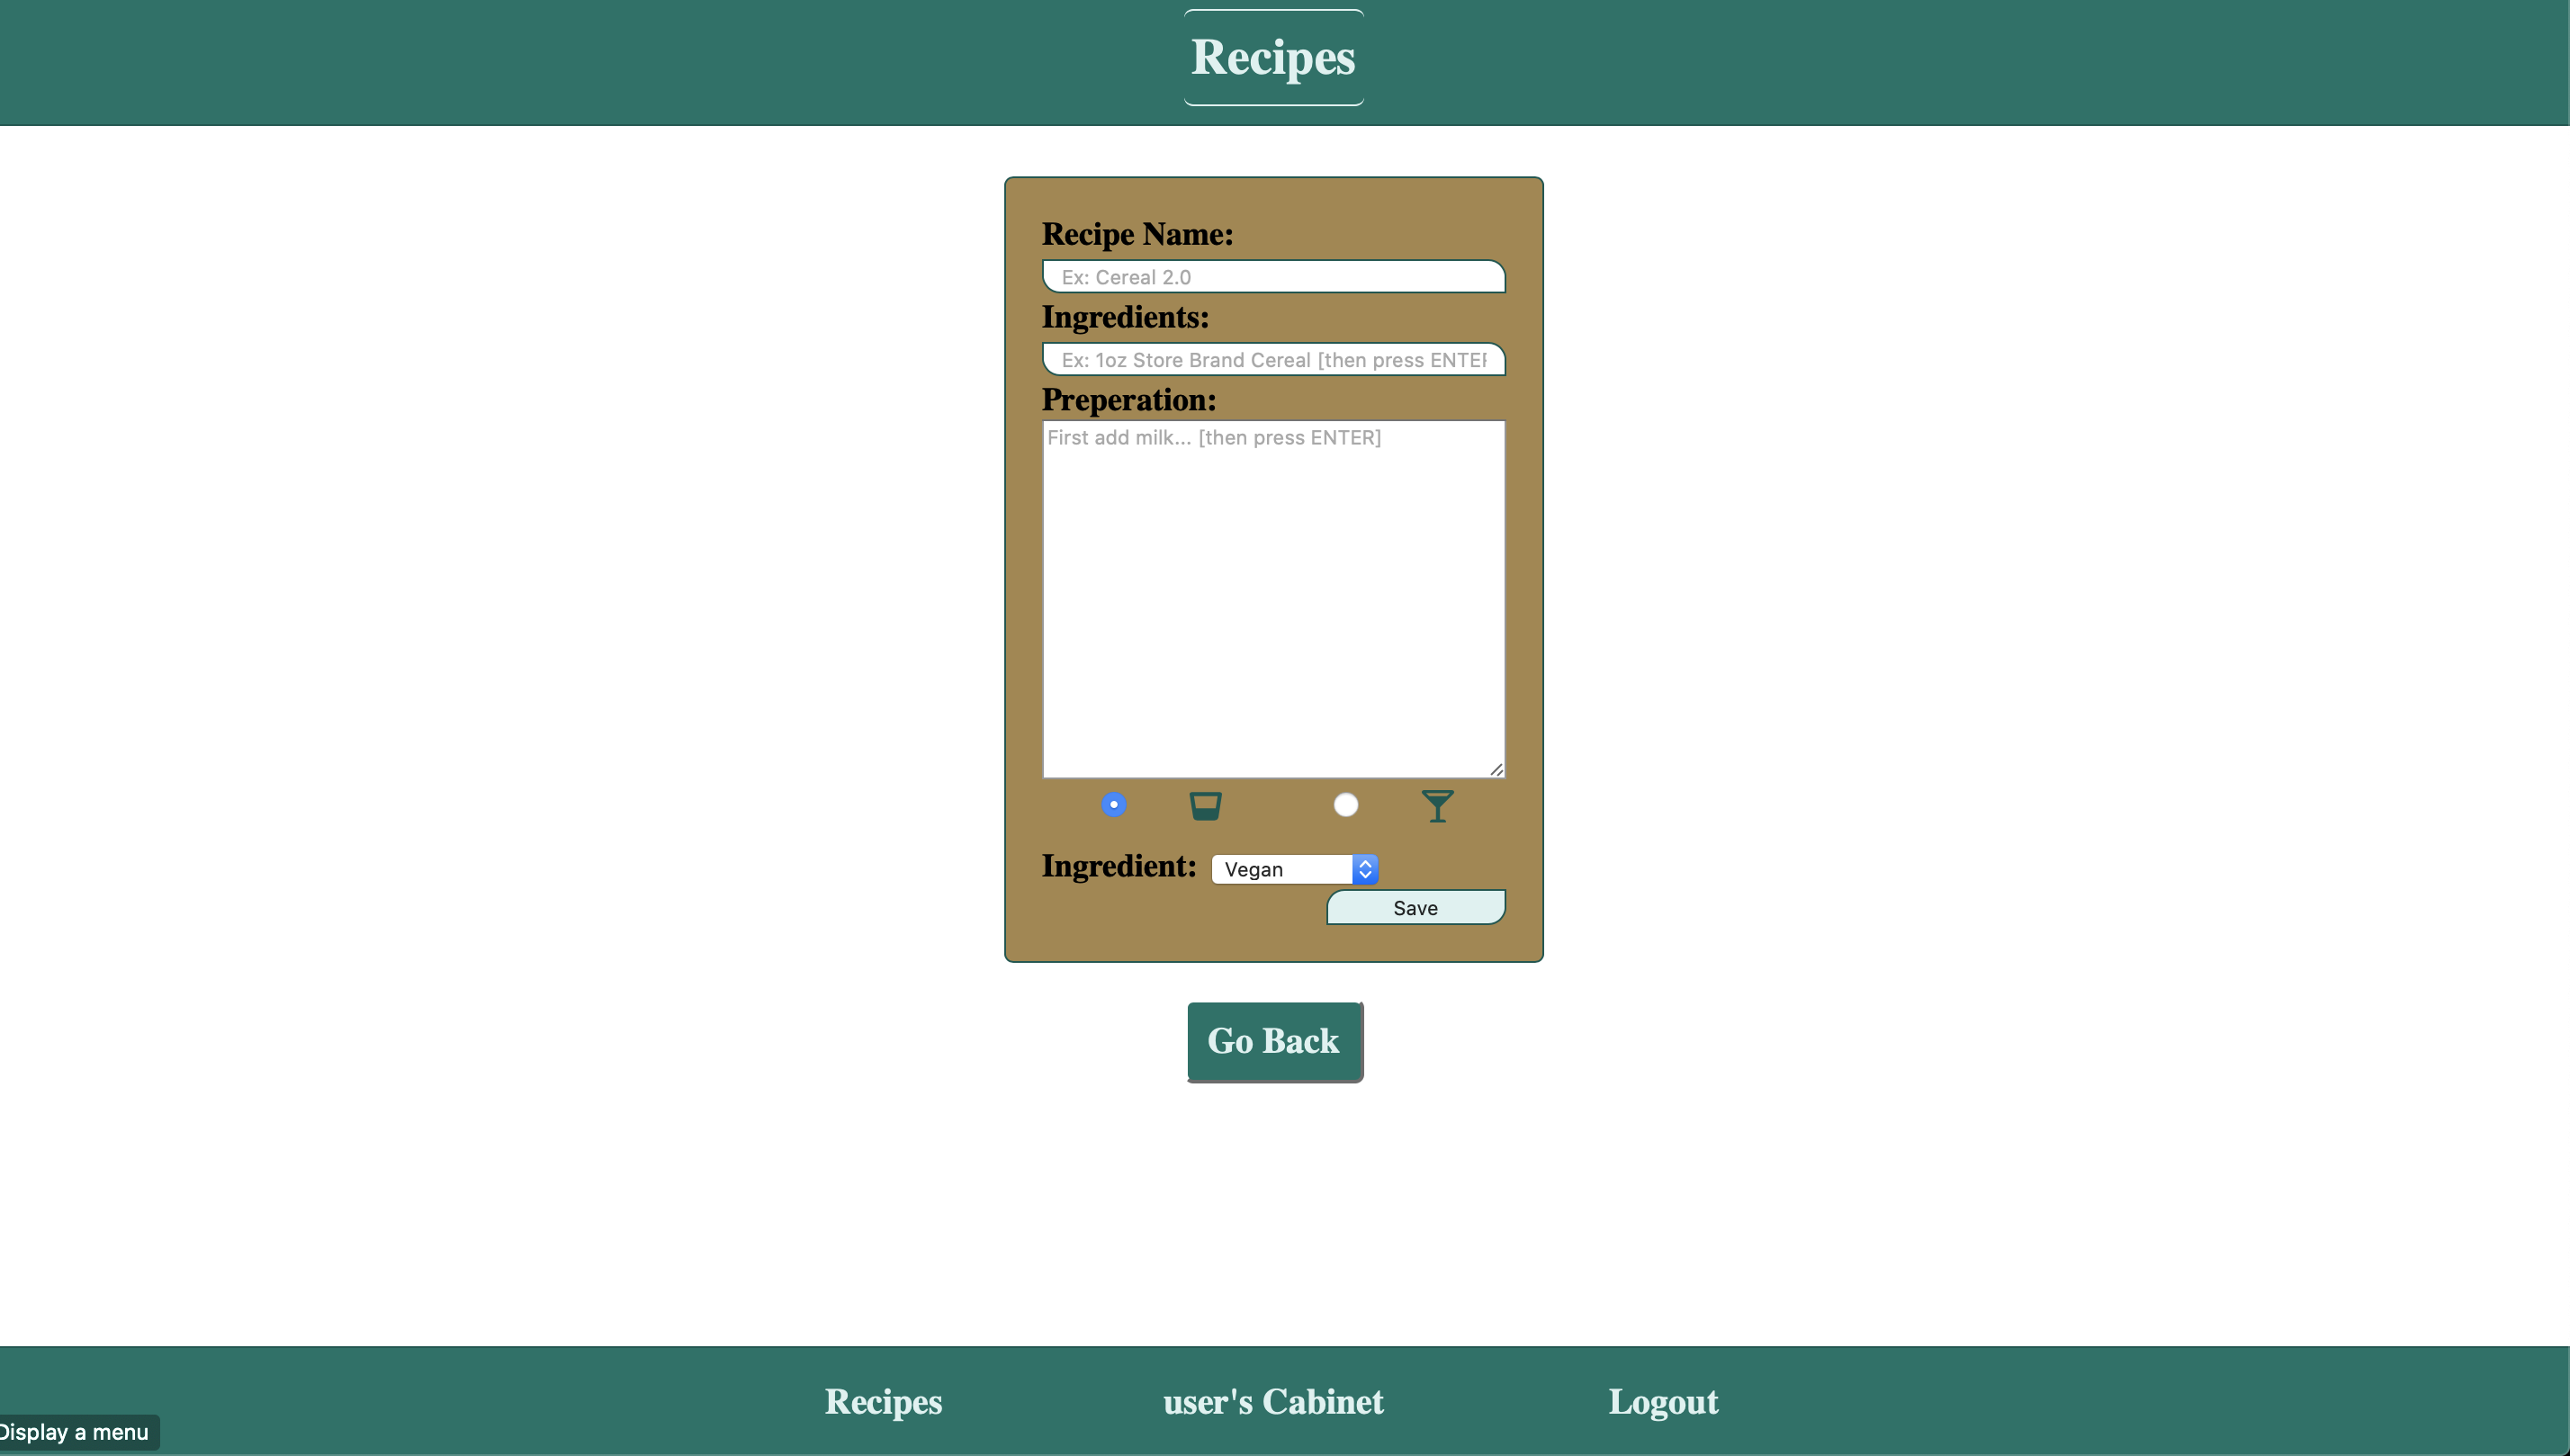 Recipes
Recipe Name:
Ex: Cereal 2.0
Ingredients:
Ex: 1oz Store Brand Cereal [then press ENTER
Preperation:
First add milk... [then press ENTER]
Ingredient: Vegan
Save
Go Back
Recipes user's Cabinet Logout
Display a menu